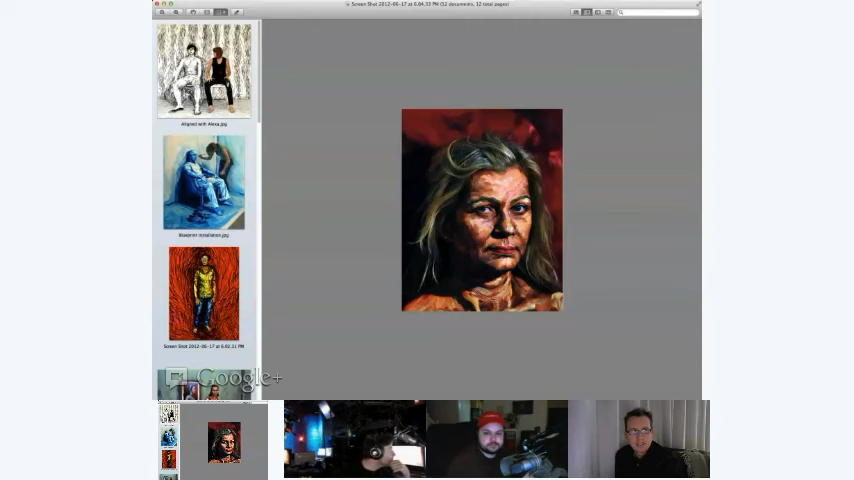 Screen Shot 2012-06-17 at 6.04.33 PM (12 documents, 12 total pages)
Aligned with Alexa.jpg
Blueprint Installation.jpg
Screen Shot 2012-06-17 at 6.02.31 PM
Google+